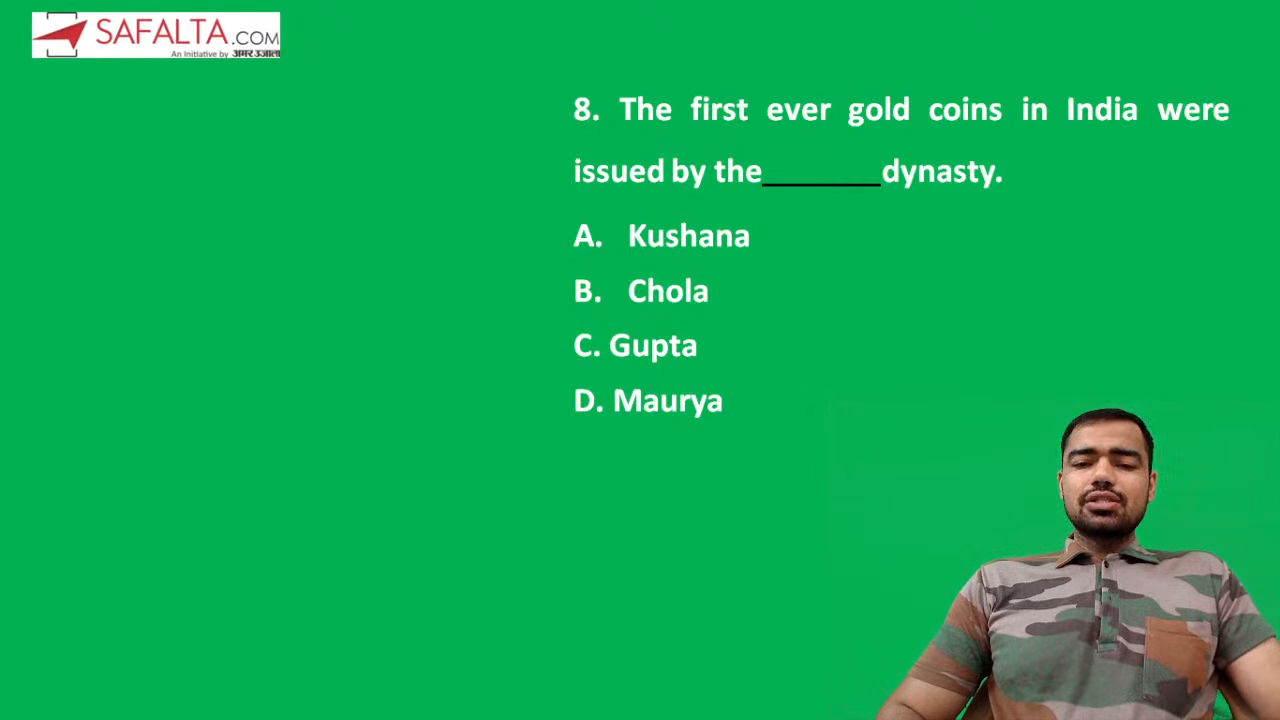 SAFALTA.COM
An Initiative by अमर उजाला
8. The first ever gold coins in India were
issued by the_______dynasty.
A. Kushana
B. Chola
C. Gupta
D. Maurya